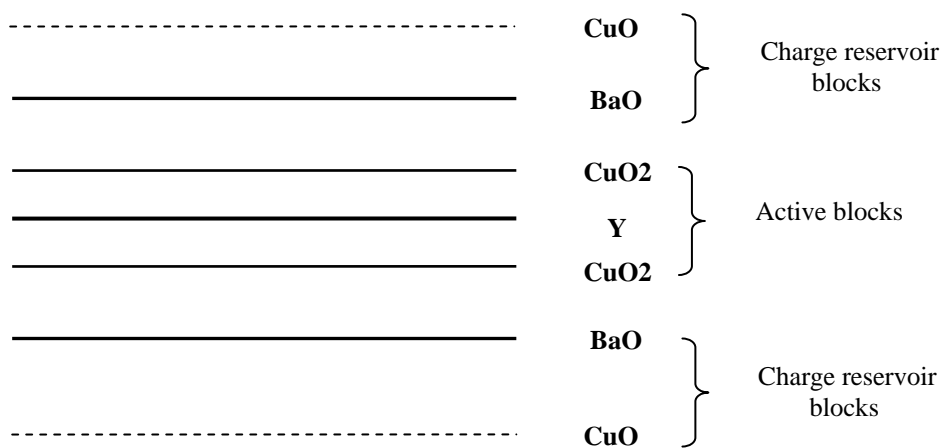 CuO
Charge reservoir
blocks
BaO
CuO2
Active blocks
Y
CuO2
BaO
Charge reservoir
blocks
CuO